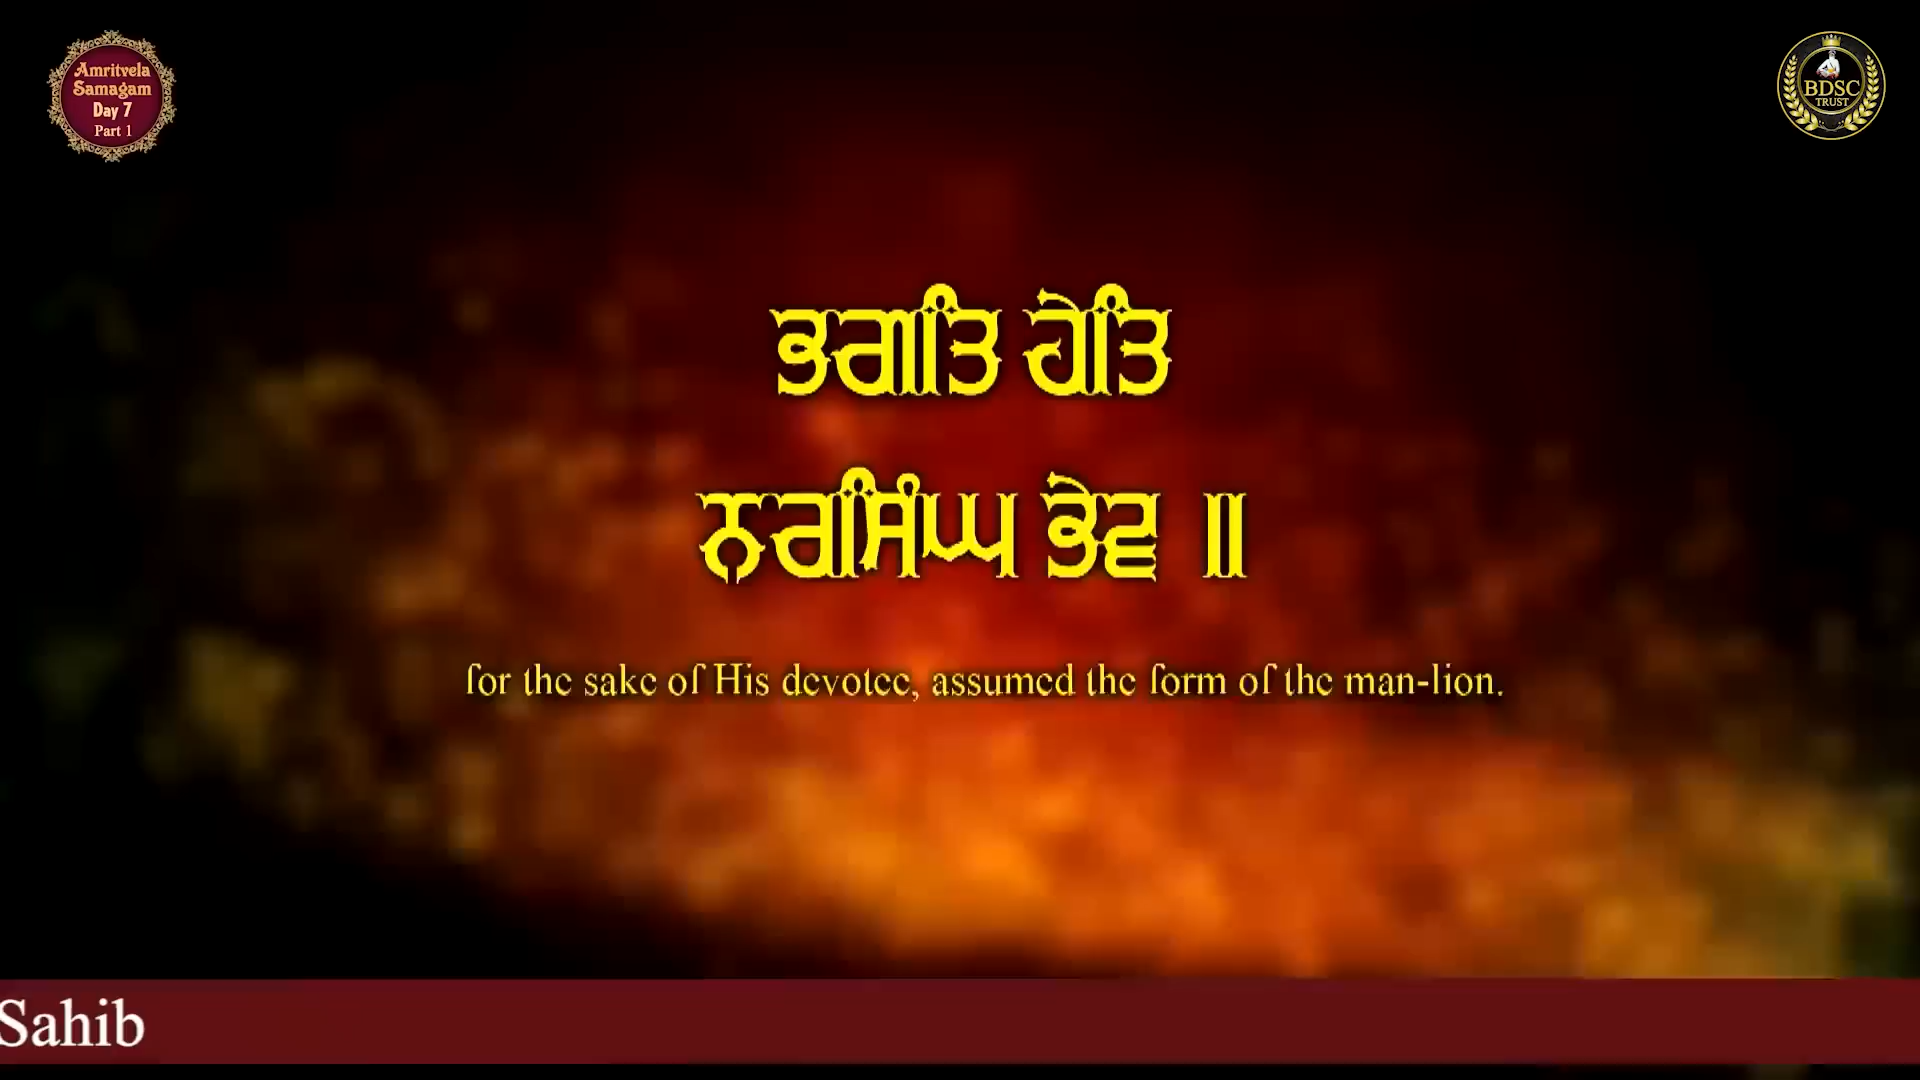 Amritvela
Samagam
Day 7
Part 1
BDSC
TRUST
ਭਗਤਿ ਹੇਤਿ
ਨਰਸਿੰਘ ਭੇਵ ॥
for the sake of His devotee, assumed the form of the man-lion.
Sahib